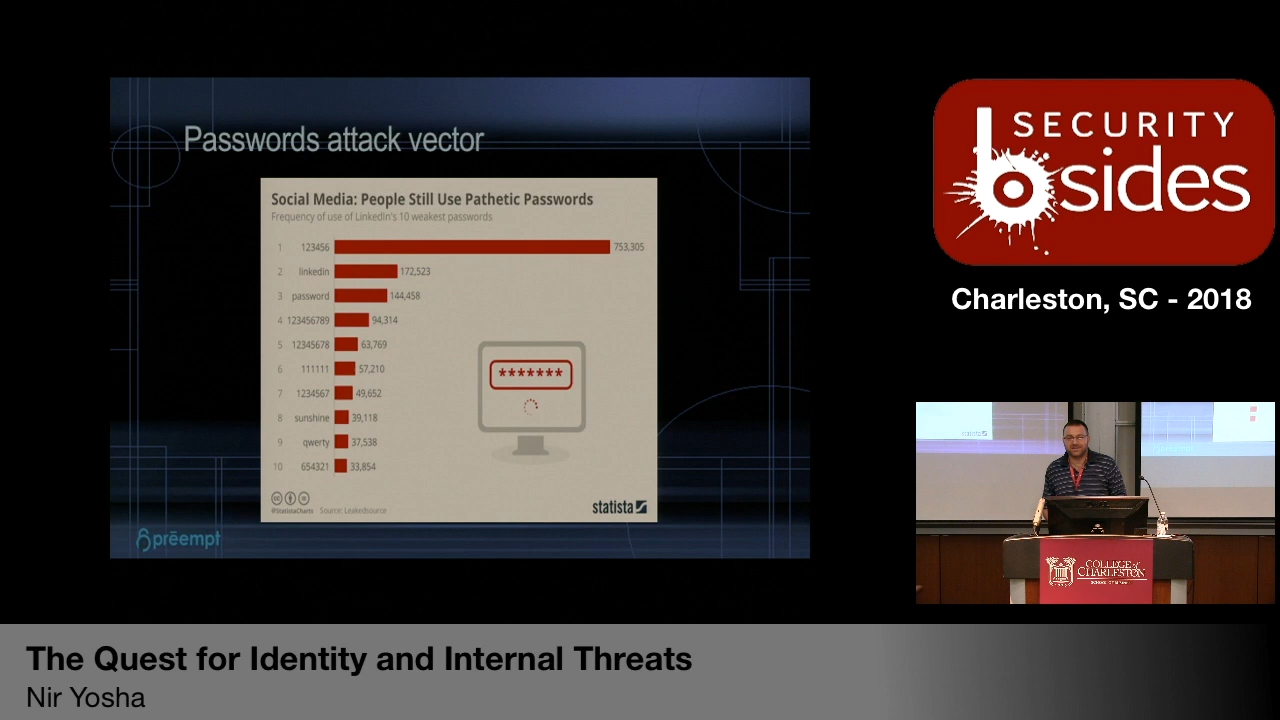 Passwords attack vector
Social Media: People Still Use Pathetic Passwords
Frequency of use of LinkedIn's 10 weakest passwords
1 123456 753,305
2 linkedin 172,523
3 password 144,458
4 123456789 94,314
5 12345678 63,769
6 111111 57,210
7 1234567 49,652
8 sunshine 39,118
9 qwerty 37,538
10 654321 33,854
*******
@StatistaCharts Source: Leakedsource
statista
prēempt
SECURITY
bsides
Charleston, SC - 2018
COLLEGE of
CHARLESTON
The Quest for Identity and Internal Threats
Nir Yosha